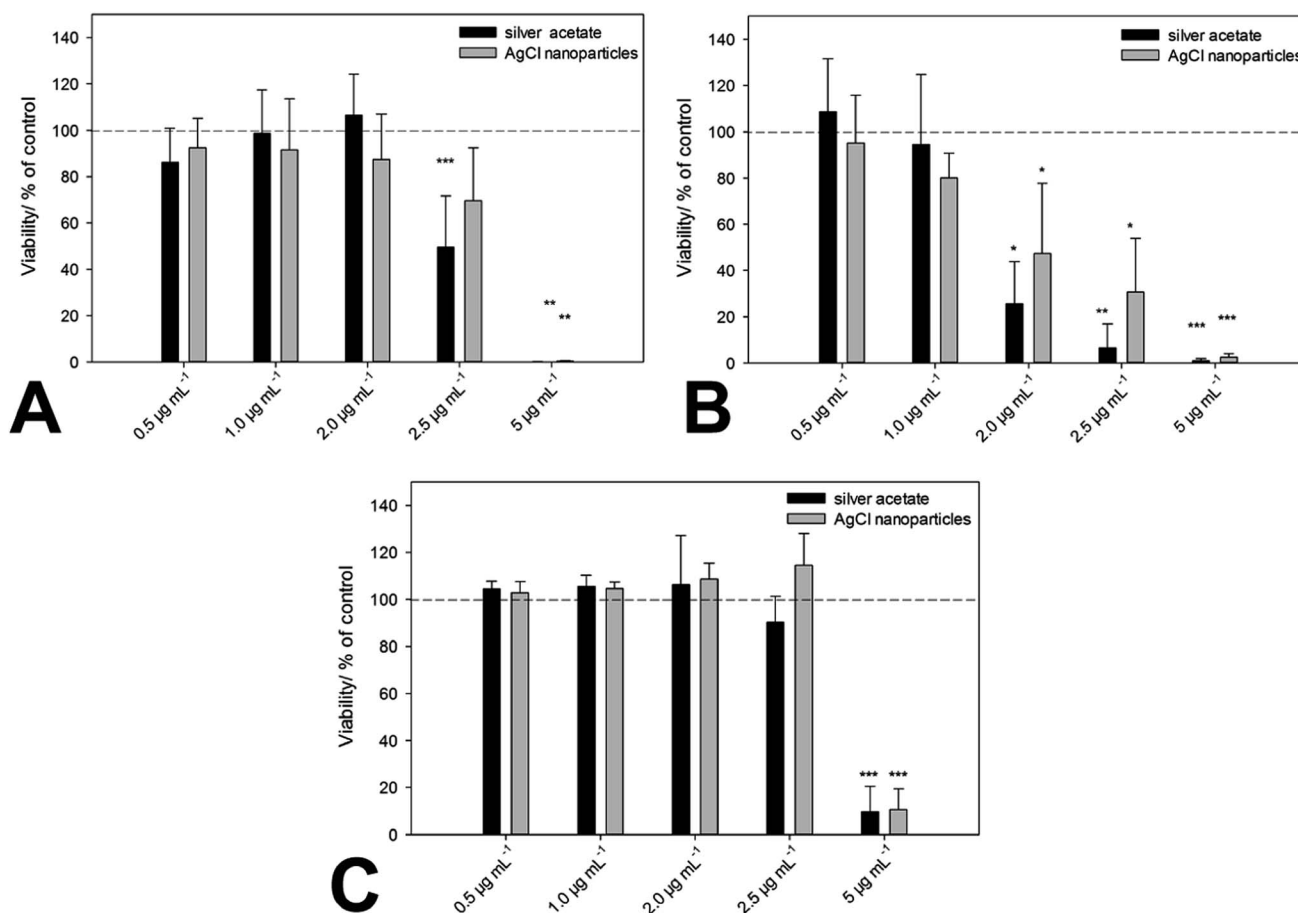 silver acetate
AgCl nanoparticles
Viability/ % of control
140
120
100
80
60
40
20
0
***
**
**
0.5 µg mL⁻¹
1.0 µg mL⁻¹
2.0 µg mL⁻¹
2.5 µg mL⁻¹
5 µg mL⁻¹
A
silver acetate
AgCl nanoparticles
Viability/ % of control
140
120
100
80
60
40
20
0
*
*
**
*
***
***
0.5 µg mL⁻¹
1.0 µg mL⁻¹
2.0 µg mL⁻¹
2.5 µg mL⁻¹
5 µg mL⁻¹
B
silver acetate
AgCl nanoparticles
Viability/ % of control
140
120
100
80
60
40
20
0
***
***
0.5 µg mL⁻¹
1.0 µg mL⁻¹
2.0 µg mL⁻¹
2.5 µg mL⁻¹
5 µg mL⁻¹
C